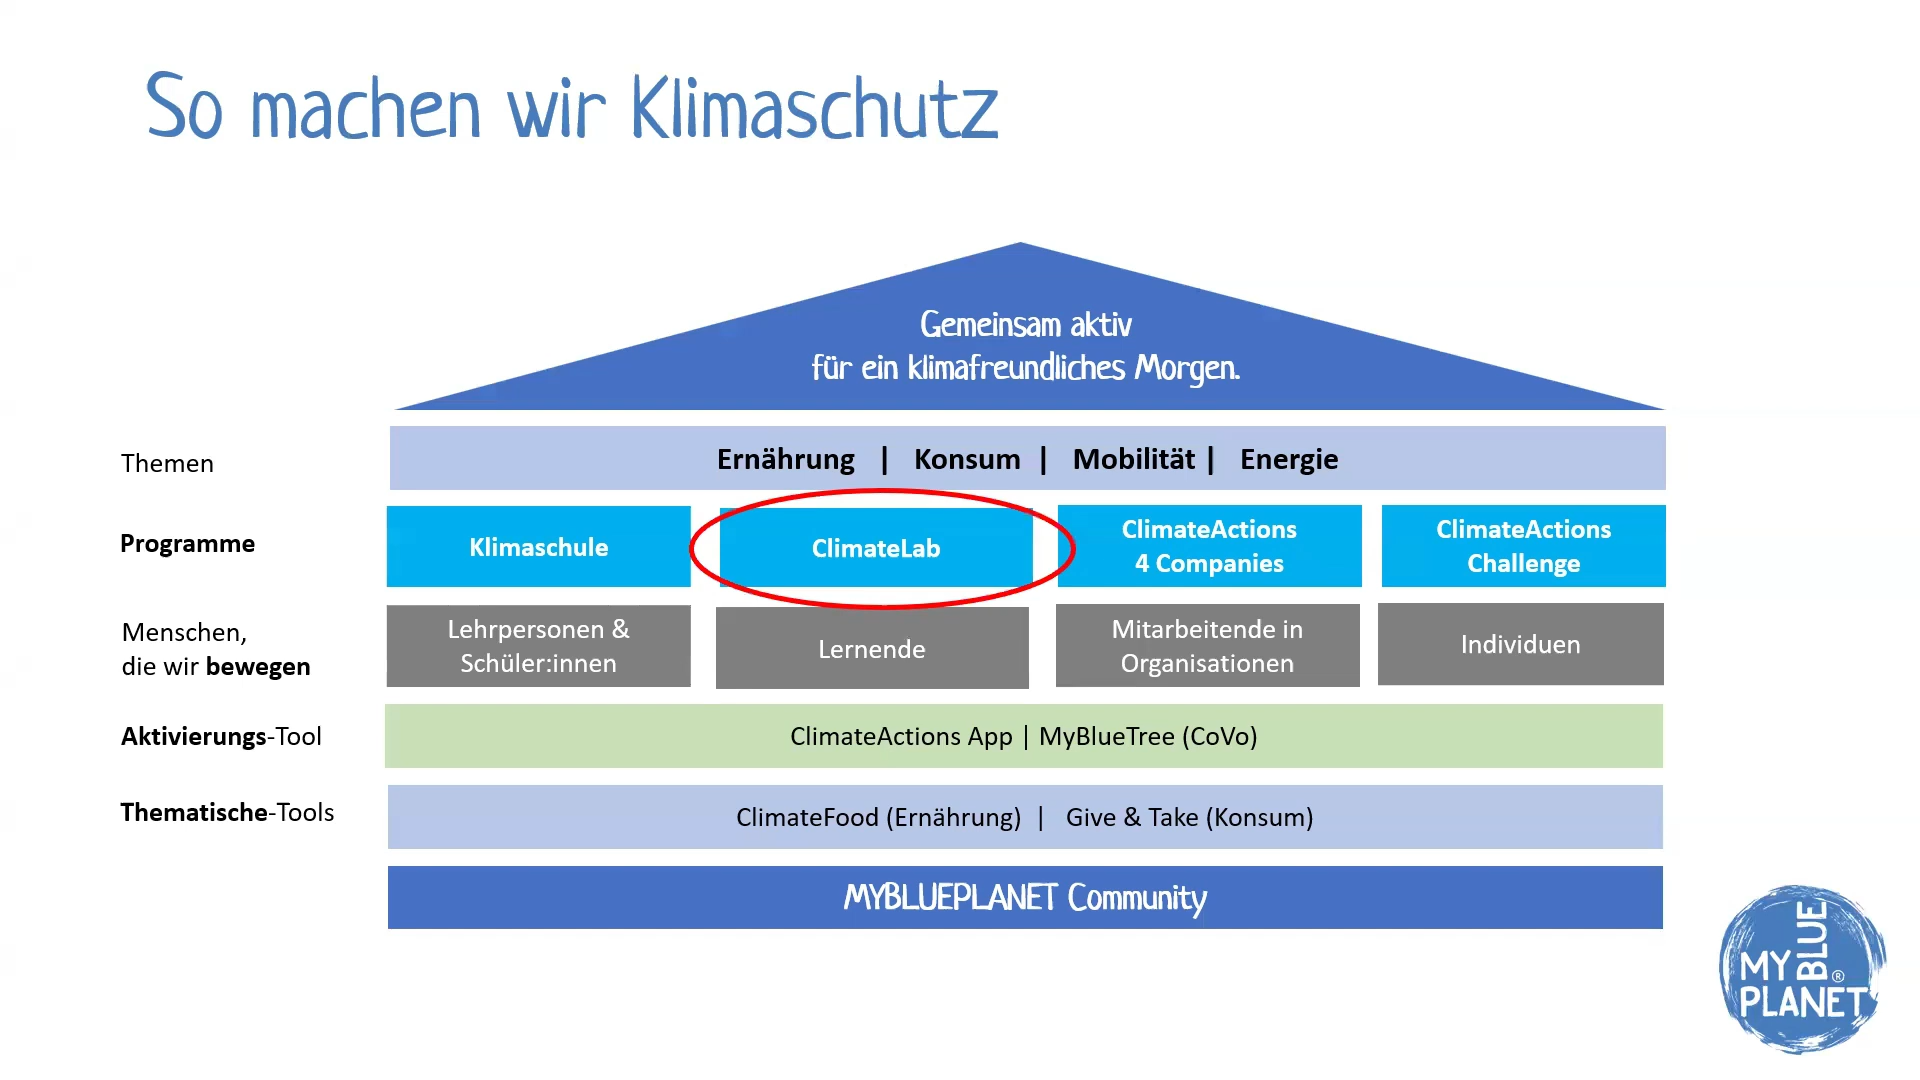 So machen wir Klimaschutz
Gemeinsam aktiv
für ein klimafreundliches Morgen.
Themen
Ernährung | Konsum | Mobilität | Energie
Programme
Klimaschule
ClimateLab
ClimateActions
4 Companies
ClimateActions
Challenge
Menschen,
die wir bewegen
Lehrpersonen &
Schüler:innen
Lernende
Mitarbeitende in
Organisationen
Individuen
Aktivierungs-Tool
ClimateActions App | MyBlueTree (CoVo)
Thematische-Tools
ClimateFood (Ernährung) | Give & Take (Konsum)
MYBLUEPLANET Community
MY
BLUE®
PLANET